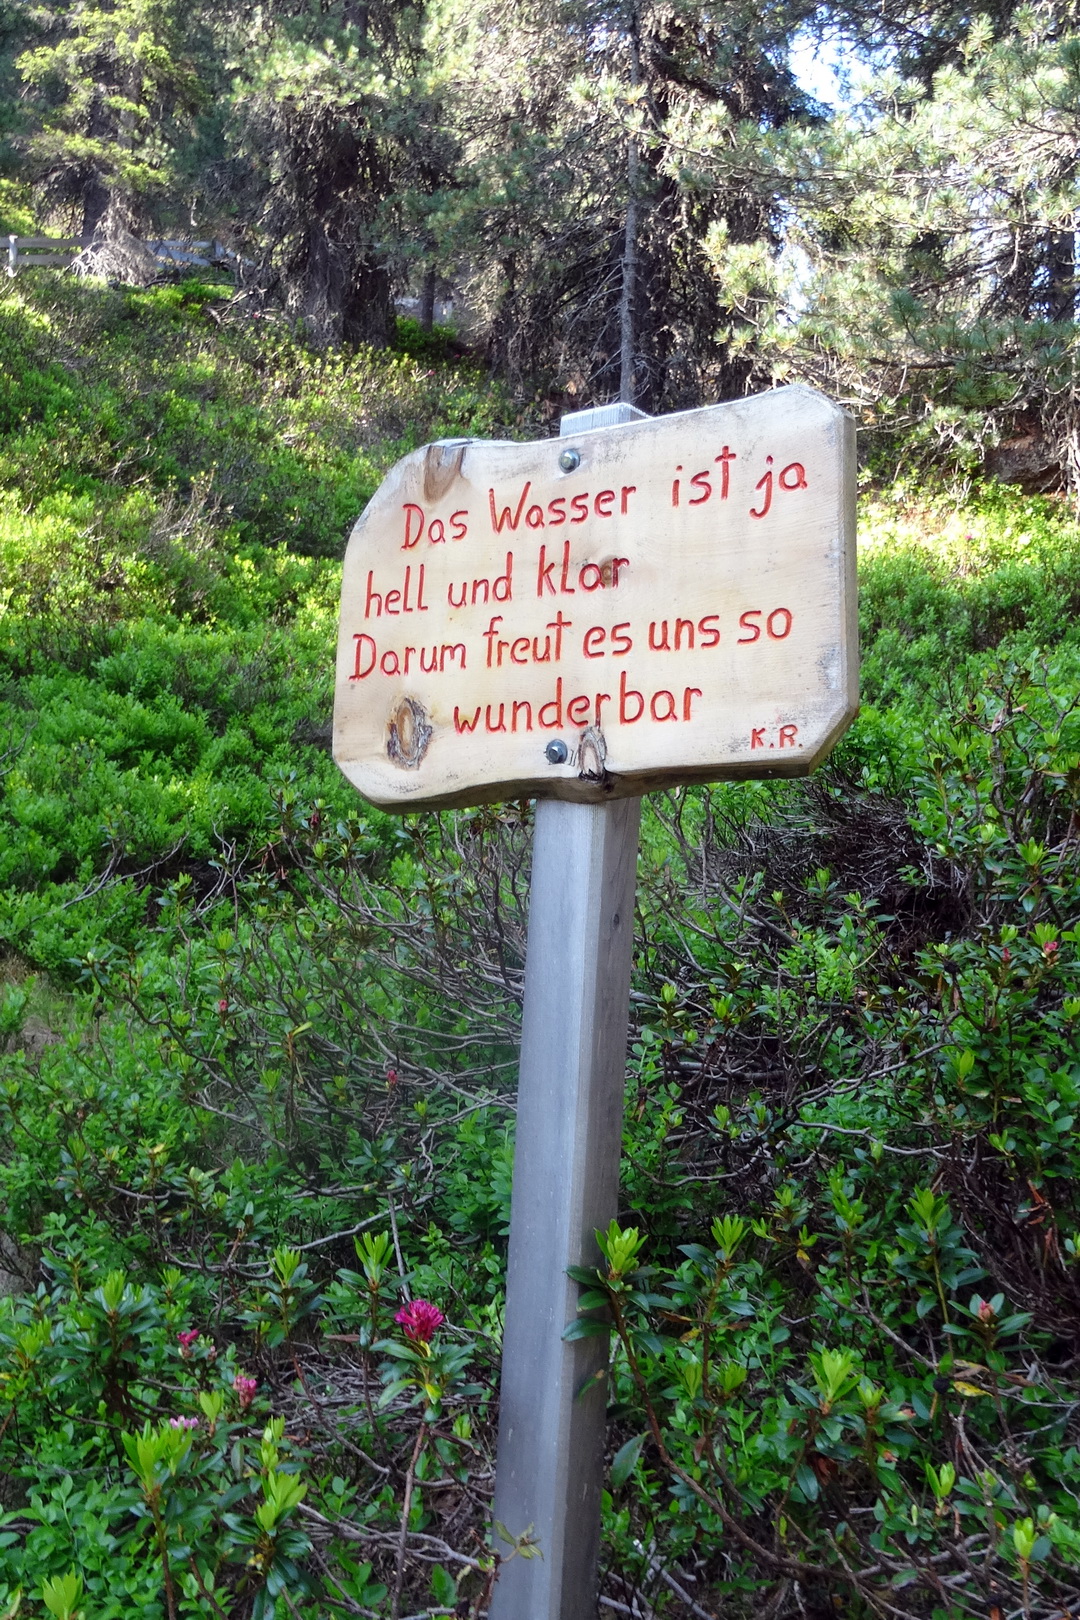 Das Wasser ist ja
hell und klar
Darum freut es uns so
wunderbar
K.R.